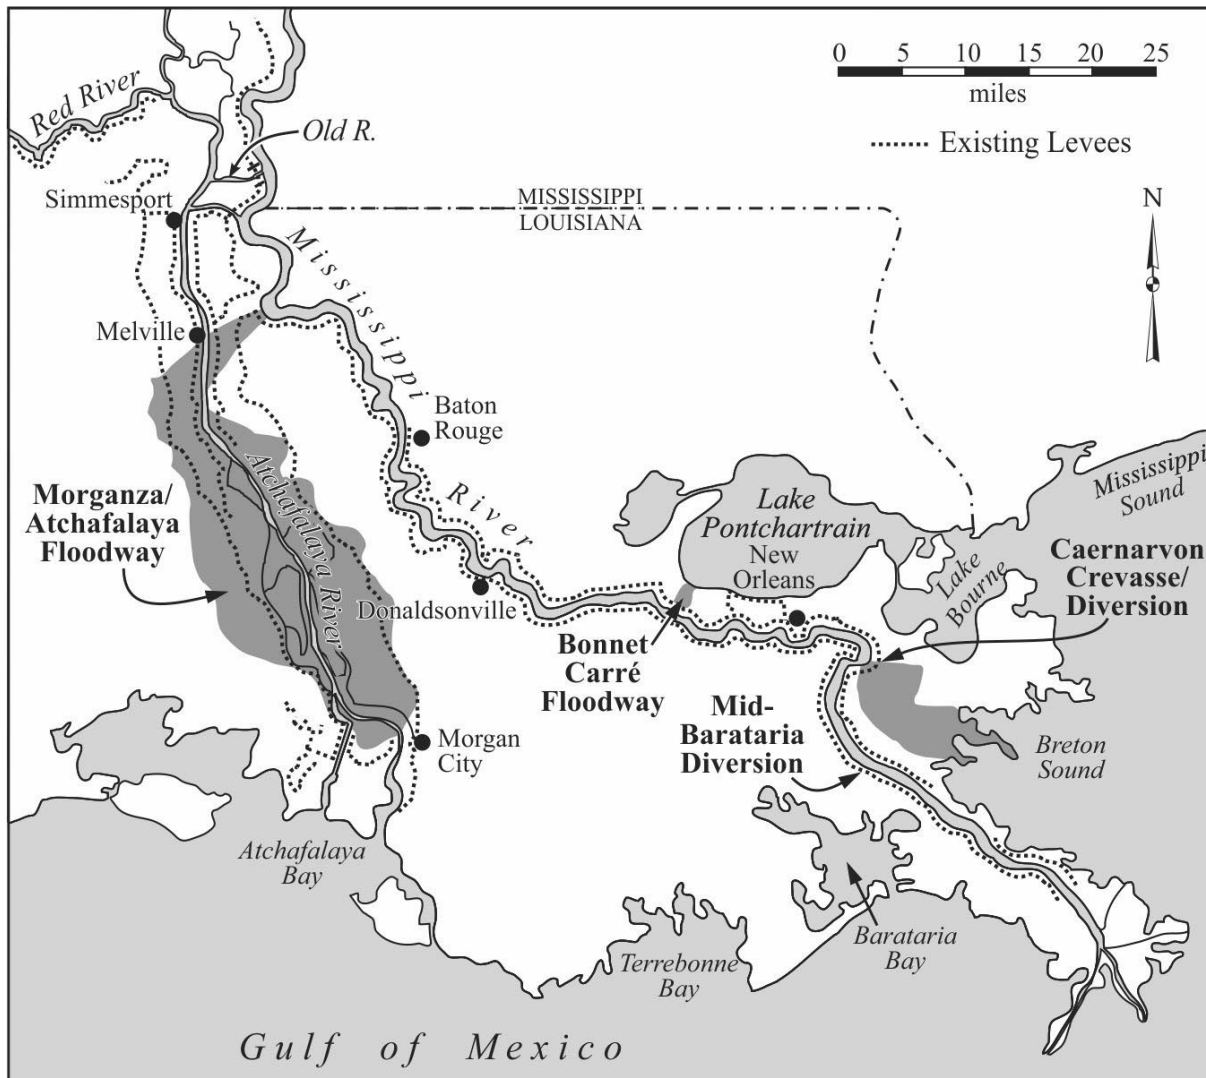 0 5 10 15 20 25
miles
Existing Levees
Red River
Old R.
Simmesport
MISSISSIPPI
LOUISIANA
N
Mississippi
River
Melville
Baton
Rouge
Atchafalaya River
Morganza/
Atchafalaya
Floodway
Lake
Pontchartrain
New
Orleans
Mississippi
Sound
Lake
Bourne
Caernarvon
Crevasse/
Diversion
Donaldsonville
Bonnet
Carré
Floodway
Mid-
Barataria
Diversion
Breton
Sound
Morgan
City
Atchafalaya
Bay
Terrebonne
Bay
Barataria
Bay
Gulf of Mexico